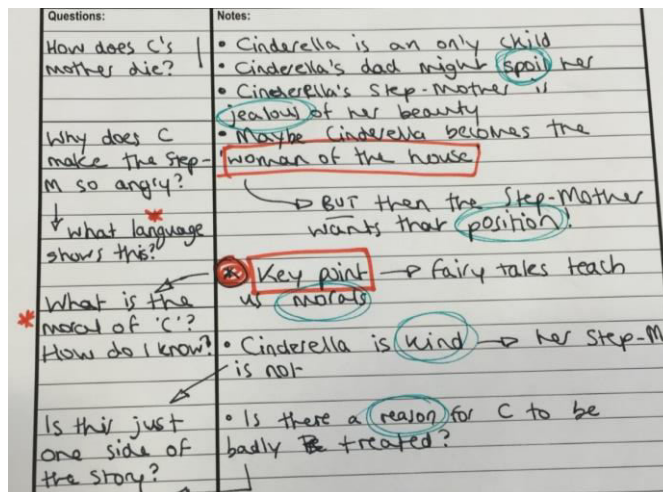 Questions:
How does C's
mother die?
Why does C
make the Step-
M so angry?
What language
shows this?
What is the
moral of 'C'?
How do I know?
Is this just
one side of
the story?
Notes:
• Cinderella is an only child
• Cinderella's dad might spoil her
• Cinderella's Step-Mother is
jealous of her beauty
• Maybe Cinderella becomes the
woman of the house
BUT then the Step-Mother
wants that position!
* Key point → Fairy tales teach
us morals
• Cinderella is kind → her Step-M
is not
• Is there a reason for C to be
badly treated?